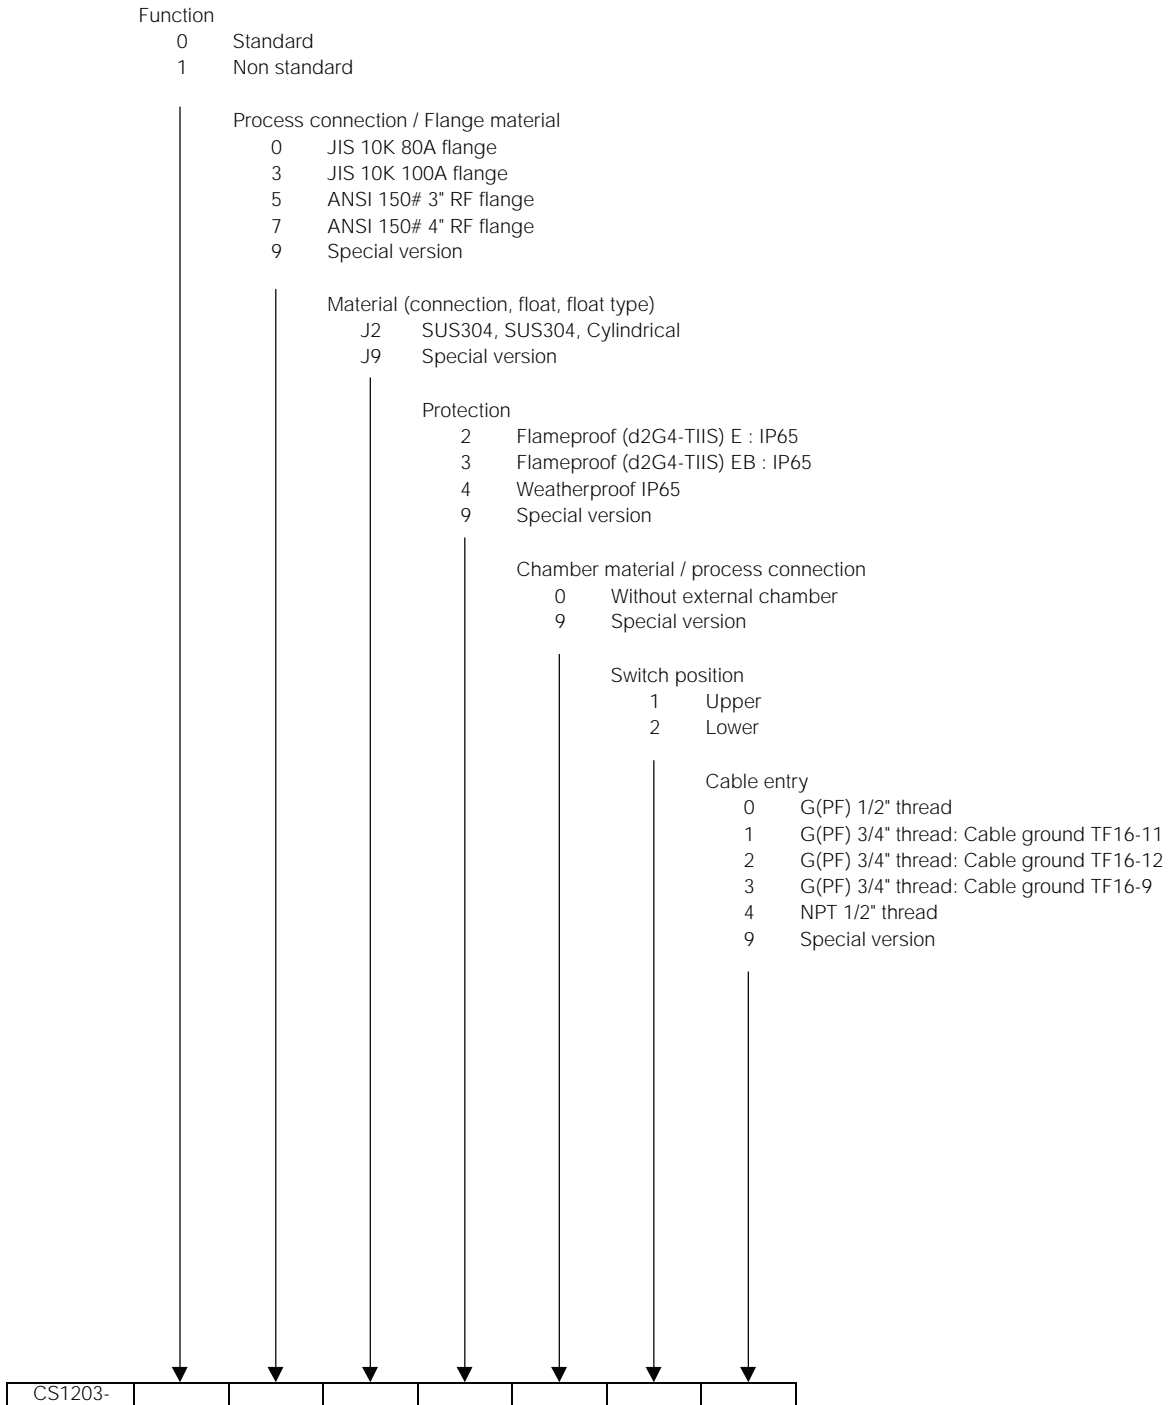 Function
0 Standard
1 Non standard
Process connection / Flange material
0 JIS 10K 80A flange
3 JIS 10K 100A flange
5 ANSI 150# 3" RF flange
7 ANSI 150# 4" RF flange
9 Special version
Material (connection, float, float type)
J2 SUS304, SUS304, Cylindrical
J9 Special version
Protection
2 Flameproof (d2G4-TIIS) E : IP65
3 Flameproof (d2G4-TIIS) EB : IP65
4 Weatherproof IP65
9 Special version
Chamber material / process connection
0 Without external chamber
9 Special version
Switch position
1 Upper
2 Lower
Cable entry
0 G(PF) 1/2" thread
1 G(PF) 3/4" thread: Cable ground TF16-11
2 G(PF) 3/4" thread: Cable ground TF16-12
3 G(PF) 3/4" thread: Cable ground TF16-9
4 NPT 1/2" thread
9 Special version
CS1203-